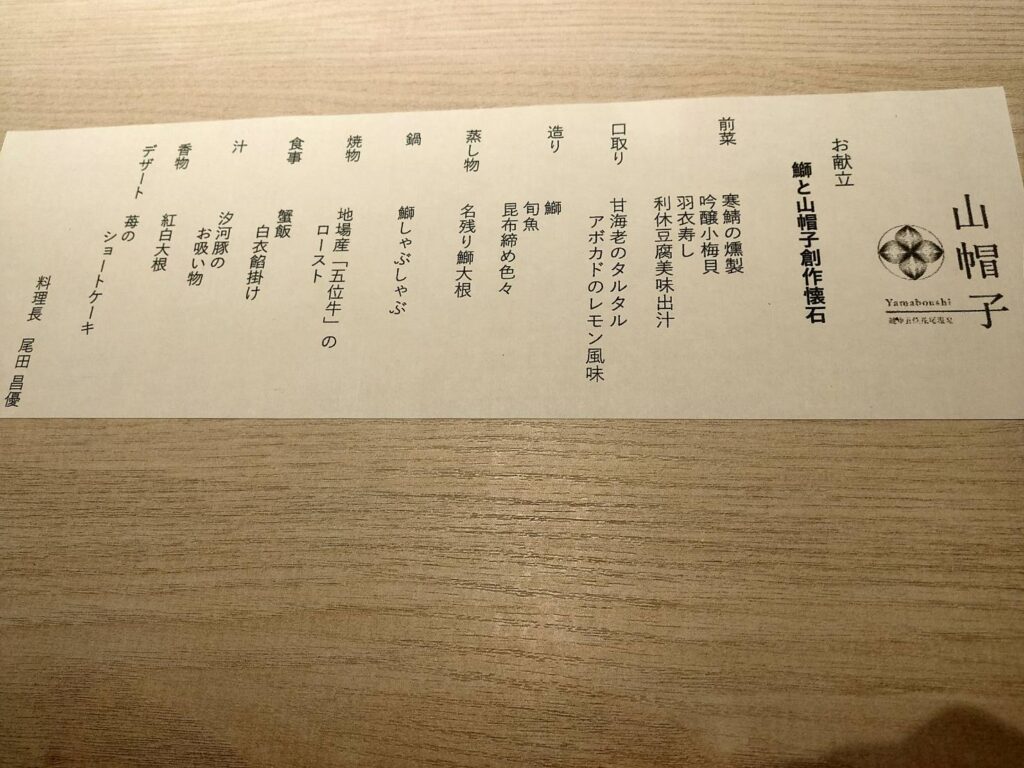 山帽子
Yamaboushi
お献立
鰤と山帽子創作懐石
前菜
寒鯖の燻製
吟醸小梅貝
羽衣寿し
利休豆腐美味出汁
口取り
甘海老のタルタル
アボカドのレモン風味
造り
鰤
旬魚
昆布締め色々
蒸し物
名残り鰤大根
鍋
鰤しゃぶしゃぶ
焼物
地場産「五位牛」の
ロースト
食事
蟹飯
白衣餡掛け
汁
汐河豚の
お吸い物
香物
紅白大根
デザート
苺の
ショートケーキ
料理長 尾田 昌優